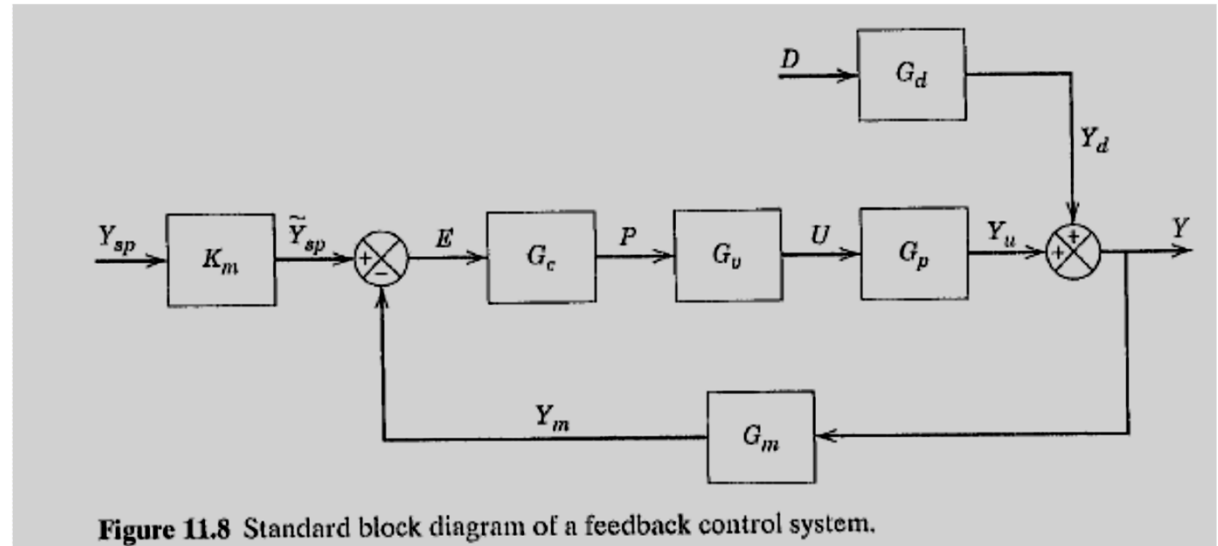 D
G_d
Y_d
Y_sp
K_m
Ỹ_sp
+
−
E
G_c
P
G_v
U
G_p
Y_u
+
+
Y
Y_m
G_m
Figure 11.8 Standard block diagram of a feedback control system.